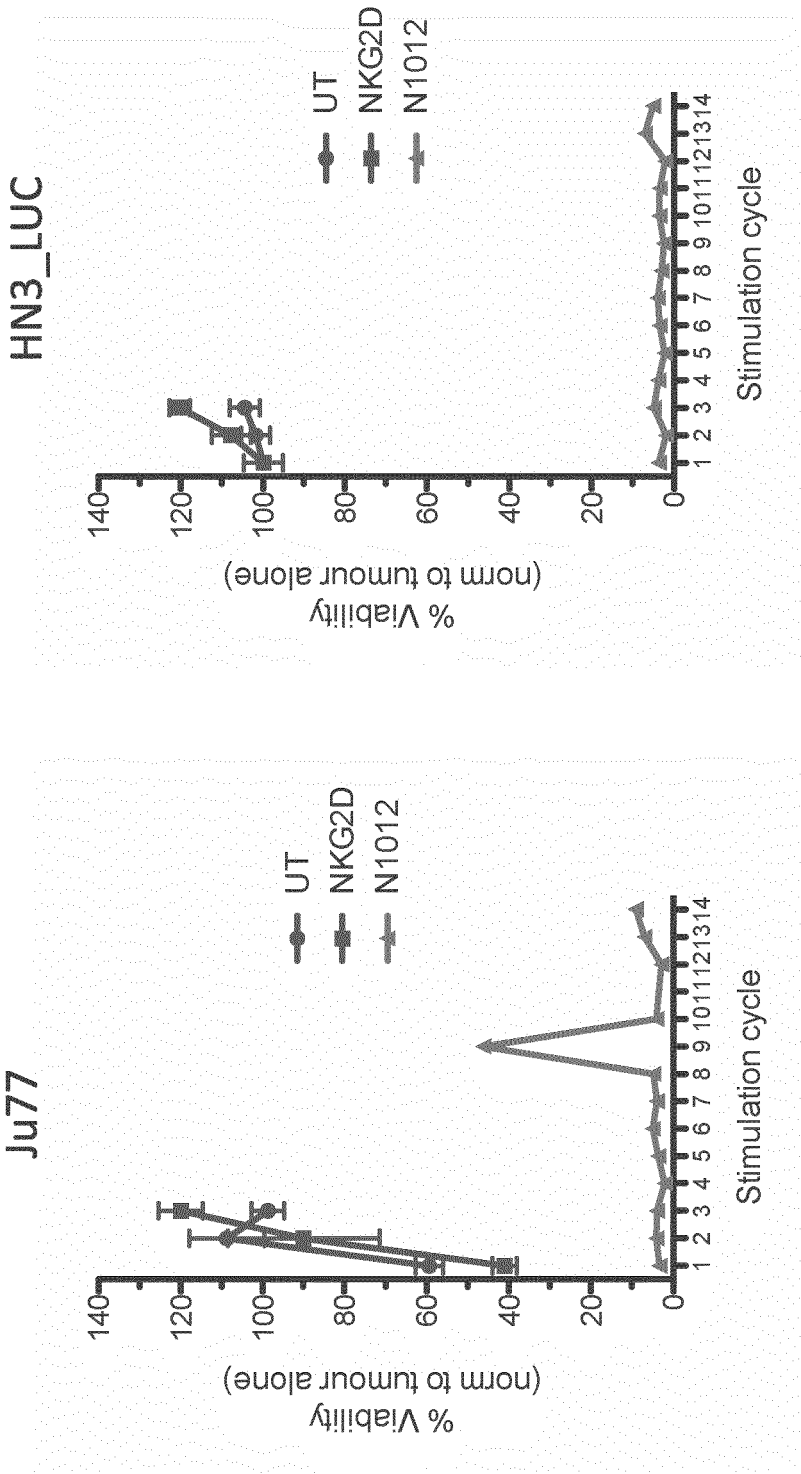 Ju77
% Viability
(norm to tumour alone)
140
120
100
80
60
40
20
0
1 2 3 4 5 6 7 8 9 10 11 12 13 14
Stimulation cycle
UT
NKG2D
N1012
HN3_LUC
% Viability
(norm to tumour alone)
140
120
100
80
60
40
20
0
1 2 3 4 5 6 7 8 9 10 11 12 13 14
Stimulation cycle
UT
NKG2D
N1012